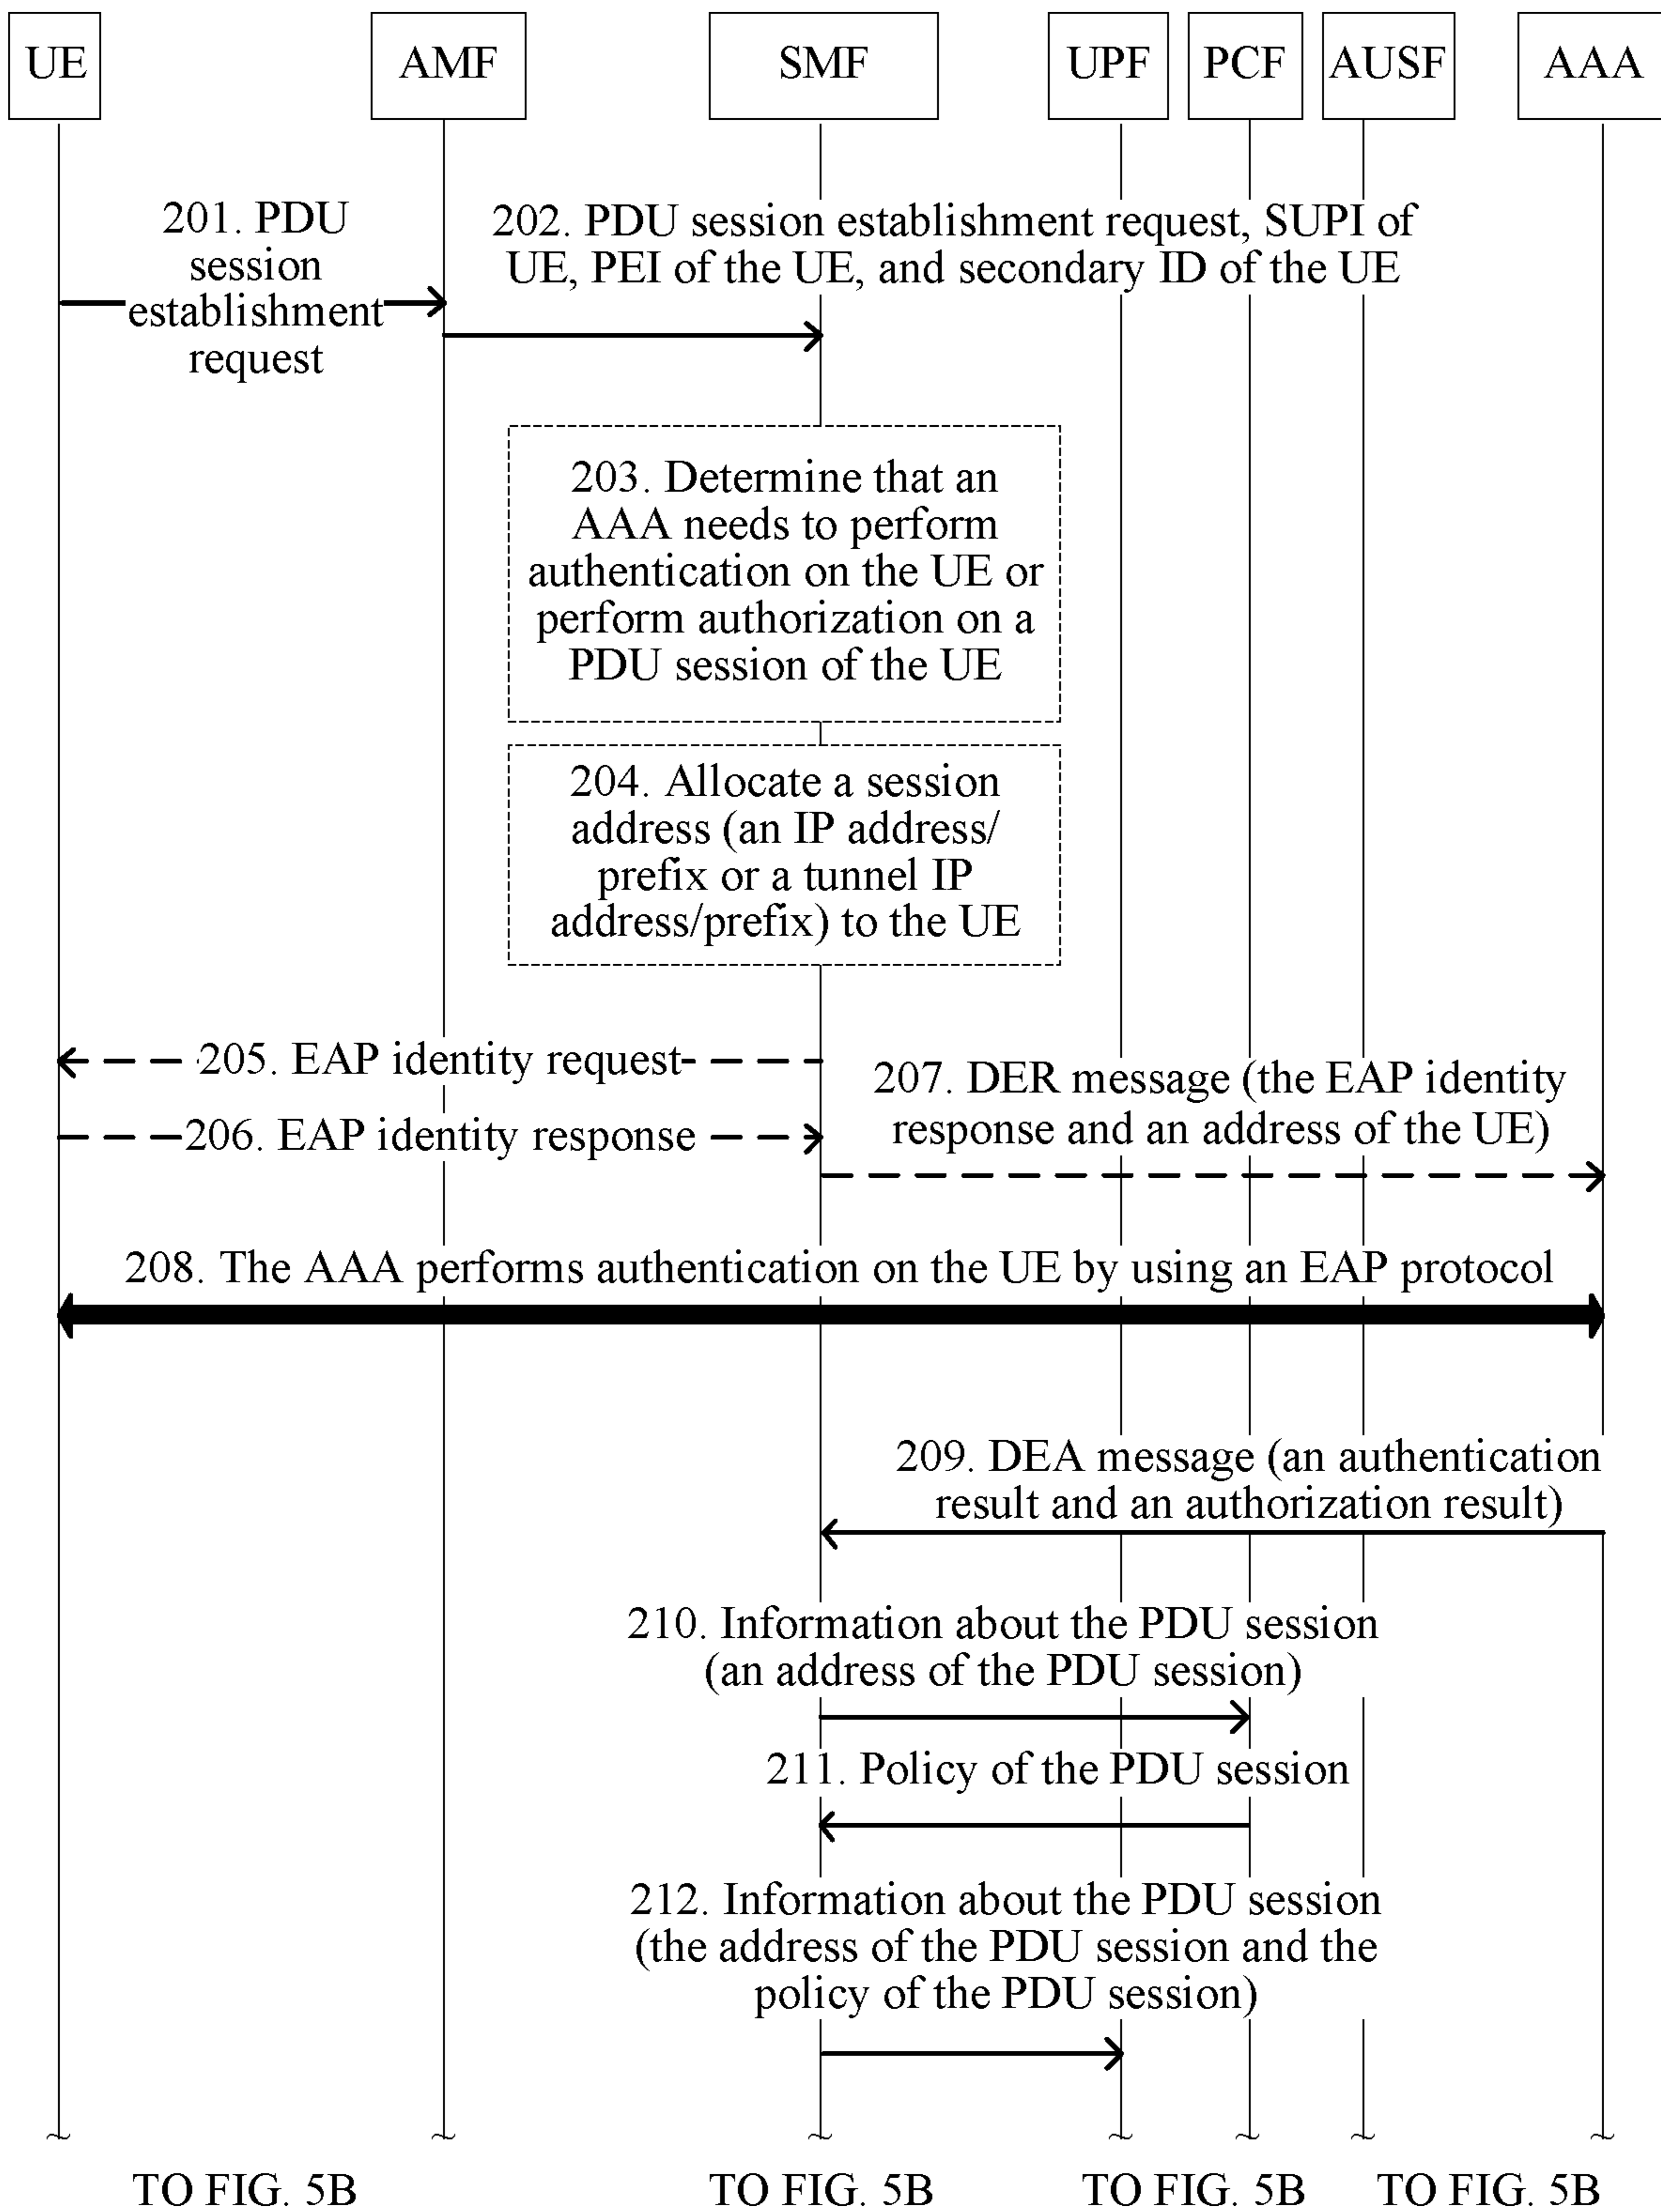 UE
AMF
SMF
UPF
PCF
AUSF
AAA
201. PDU
session
establishment
request
202. PDU session establishment request, SUPI of
UE, PEI of the UE, and secondary ID of the UE
203. Determine that an
AAA needs to perform
authentication on the UE or
perform authorization on a
PDU session of the UE
204. Allocate a session
address (an IP address/
prefix or a tunnel IP
address/prefix) to the UE
205. EAP identity request
206. EAP identity response
207. DER message (the EAP identity
response and an address of the UE)
208. The AAA performs authentication on the UE by using an EAP protocol
209. DEA message (an authentication
result and an authorization result)
210. Information about the PDU session
(an address of the PDU session)
211. Policy of the PDU session
212. Information about the PDU session
(the address of the PDU session and the
policy of the PDU session)
TO FIG. 5B
TO FIG. 5B
TO FIG. 5B
TO FIG. 5B